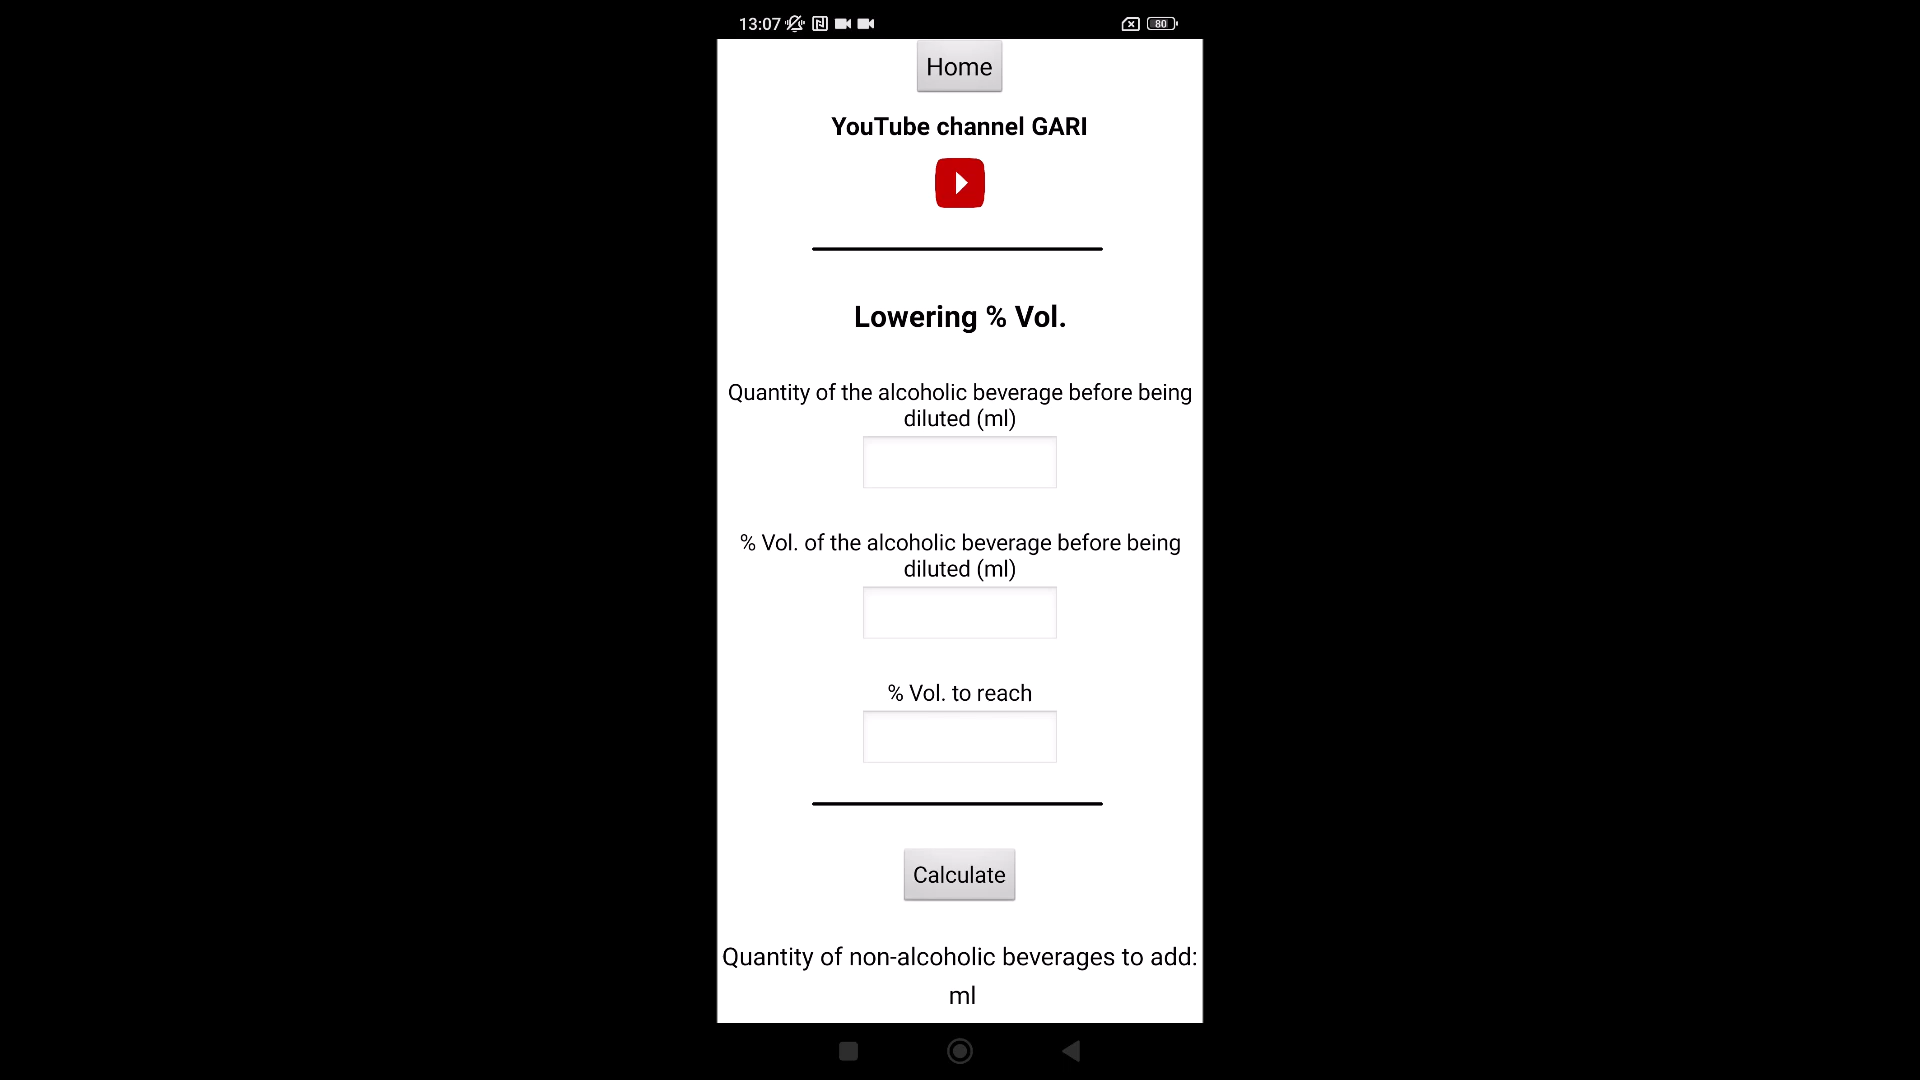 13:07
80
Home
YouTube channel GARI
Lowering % Vol.
Quantity of the alcoholic beverage before being
diluted (ml)
% Vol. of the alcoholic beverage before being
diluted (ml)
% Vol. to reach
Calculate
Quantity of non-alcoholic beverages to add:
ml